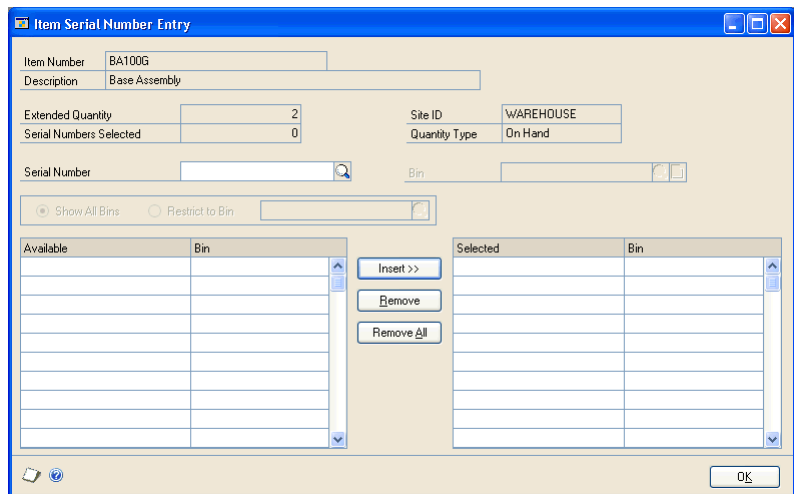 Item Serial Number Entry
Item Number BA100G
Description Base Assembly
Extended Quantity 2 Site ID WAREHOUSE
Serial Numbers Selected 0 Quantity Type On Hand
Serial Number Bin
Show All Bins Restrict to Bin
Available Bin Selected Bin
Insert >>
Remove
Remove All
OK